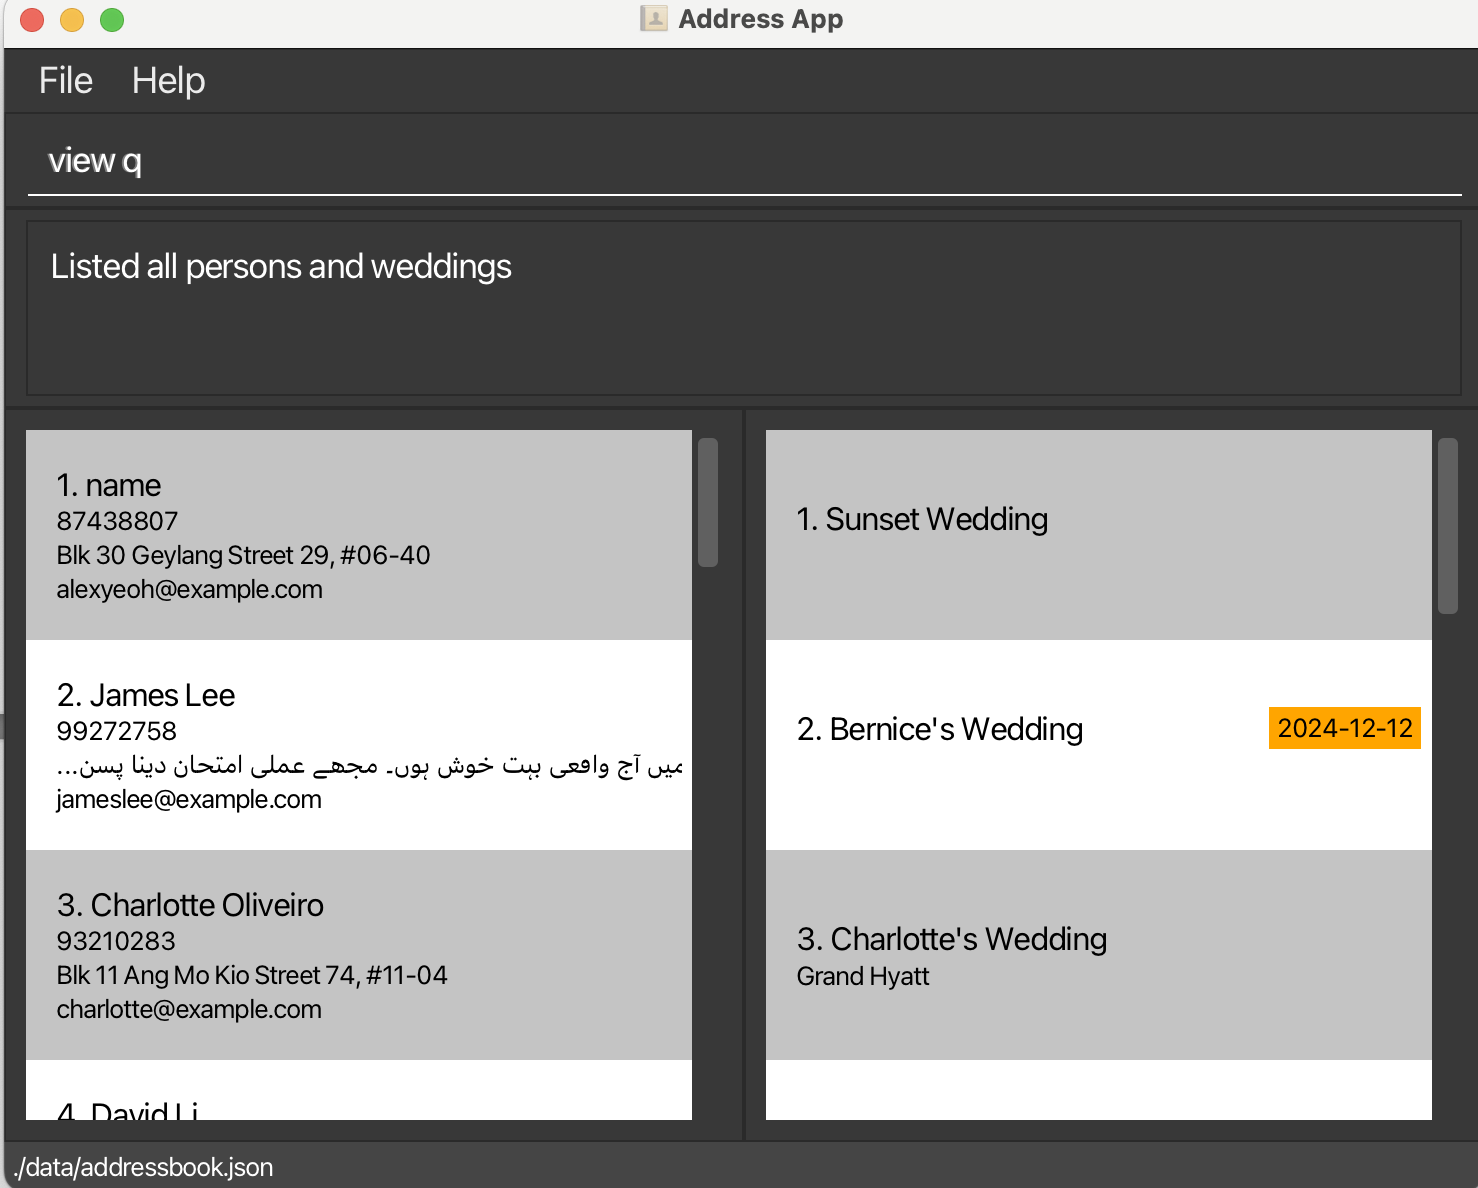 Address App
File Help
view q
Listed all persons and weddings
1. name
87438807
Blk 30 Geylang Street 29, #06-40
alexyeoh@example.com
2. James Lee
99272758
میں آج واقعی بہت خوش ہوں۔ مجھے عملی امتحان دینا پسن...
jameslee@example.com
3. Charlotte Oliveiro
93210283
Blk 11 Ang Mo Kio Street 74, #11-04
charlotte@example.com
4. David Li
1. Sunset Wedding
2. Bernice's Wedding
2024-12-12
3. Charlotte's Wedding
Grand Hyatt
./data/addressbook.json